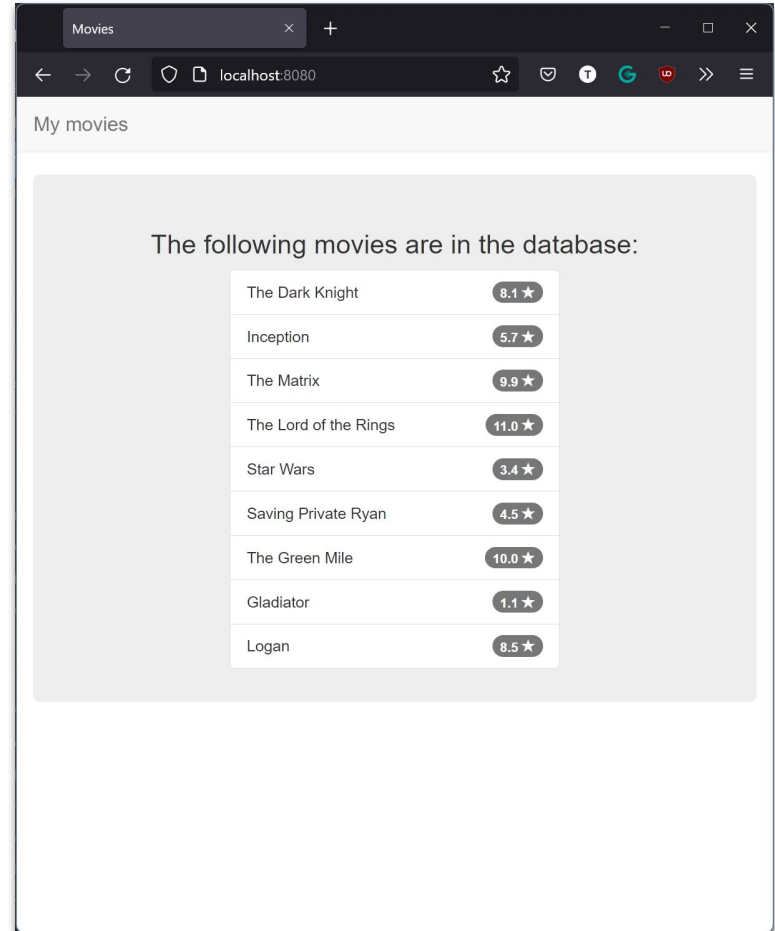 Movies
localhost:8080
T
G
UD
My movies
The following movies are in the database:
The Dark Knight 8.1 ★
Inception 5.7 ★
The Matrix 9.9 ★
The Lord of the Rings 11.0 ★
Star Wars 3.4 ★
Saving Private Ryan 4.5 ★
The Green Mile 10.0 ★
Gladiator 1.1 ★
Logan 8.5 ★